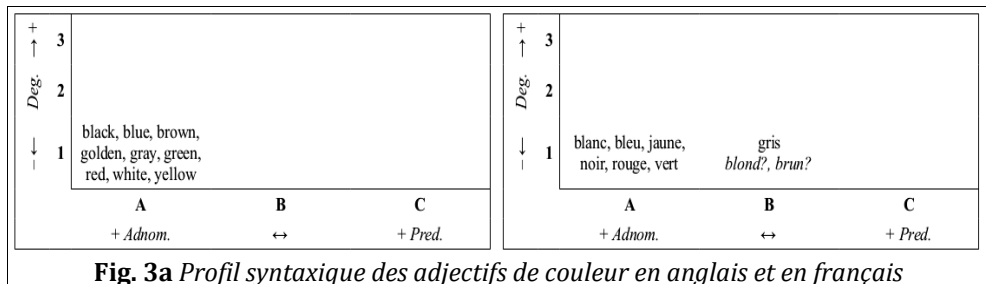 +
→
3
Deg.
2
black, blue, brown,
golden, gray, green,
red, white, yellow
←
–
1
A
B
C
+ Adnom.
↔
+ Pred.
+
→
3
Deg.
2
blanc, bleu, jaune,
noir, rouge, vert
gris
blond?, brun?
←
–
1
A
B
C
+ Adnom.
↔
+ Pred.
Fig. 3a Profil syntaxique des adjectifs de couleur en anglais et en français